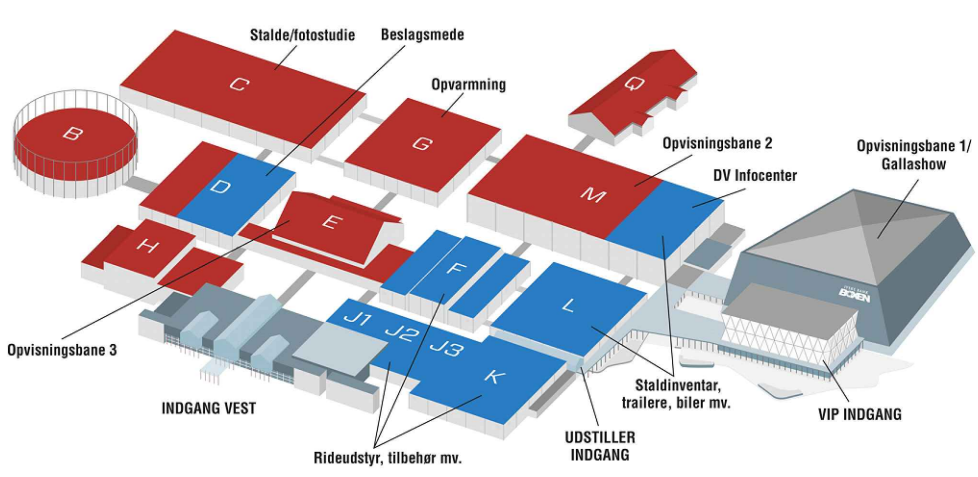 Stalde/fotostudie
Beslagsmede
Opvarmning
Opvisningsbane 2
DV Infocenter
Opvisningsbane 1/
Gallashow
C
Q
B
G
D
M
E
H
F
L
BOXEN
J1
J2
J3
K
Opvisningsbane 3
INDGANG VEST
Rideudstyr, tilbehør mv.
UDSTILLER
INDGANG
Staldinventar,
trailere, biler mv.
VIP INDGANG